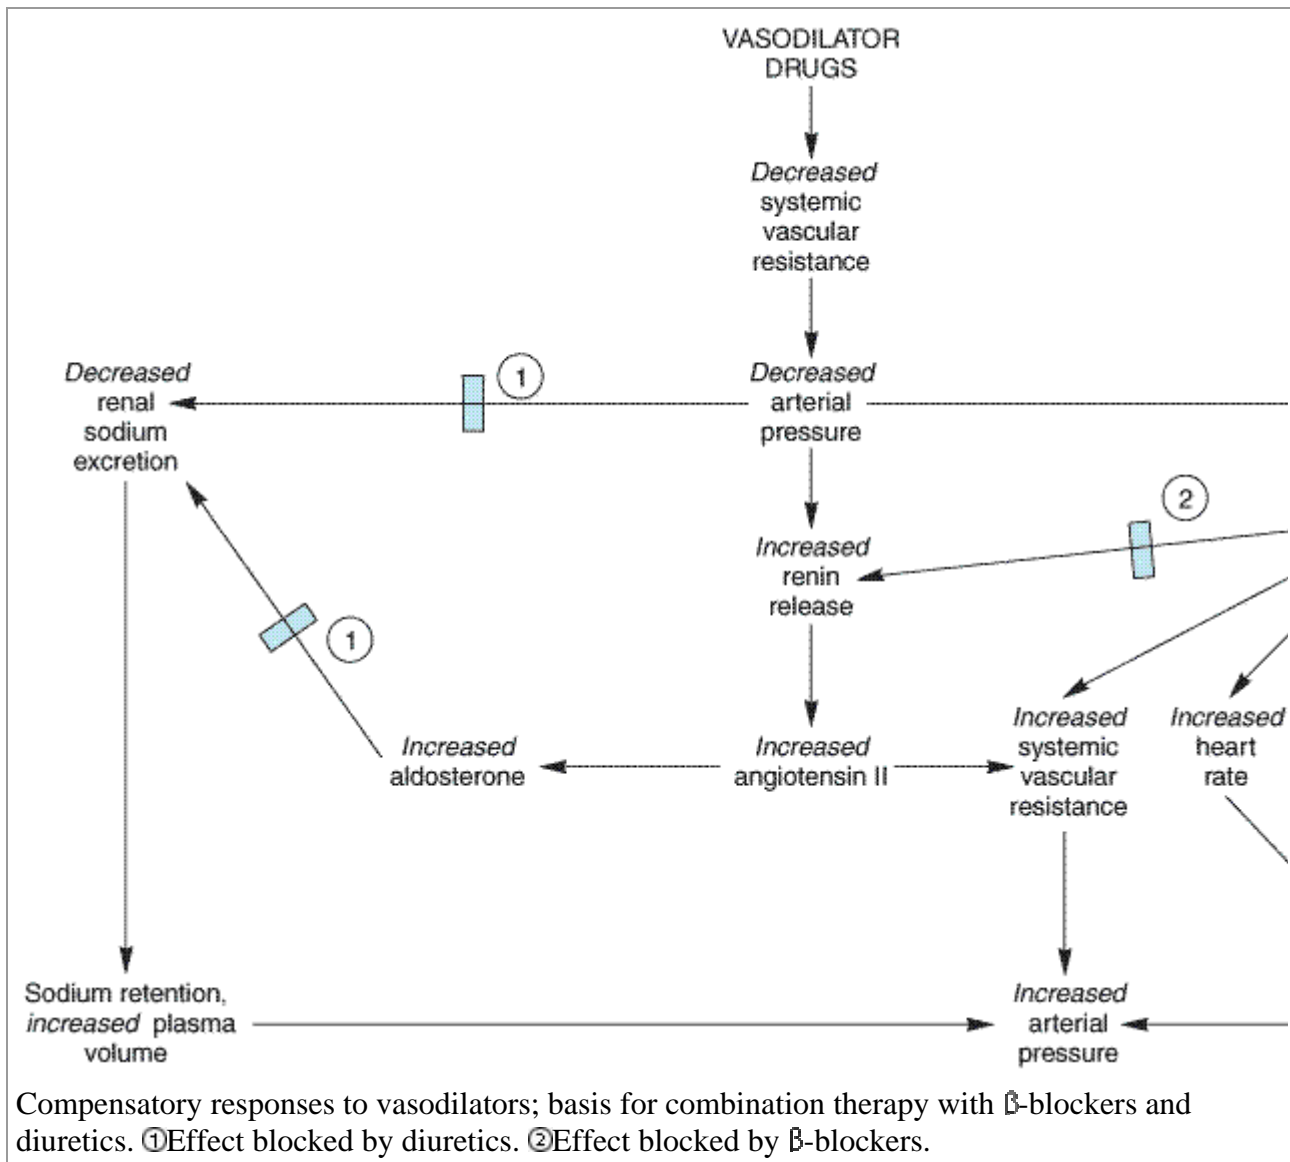 VASODILATOR
DRUGS
Decreased
systemic
vascular
resistance
Decreased
renal
sodium
excretion
1
Decreased
arterial
pressure
2
Increased
renin
release
1
Increased
aldosterone
Increased
angiotensin II
Increased
systemic
vascular
resistance
Increased
heart
rate
Sodium retention,
increased plasma
volume
Increased
arterial
pressure
Compensatory responses to vasodilators; basis for combination therapy with β-blockers and
diuretics. ①Effect blocked by diuretics. ②Effect blocked by β-blockers.